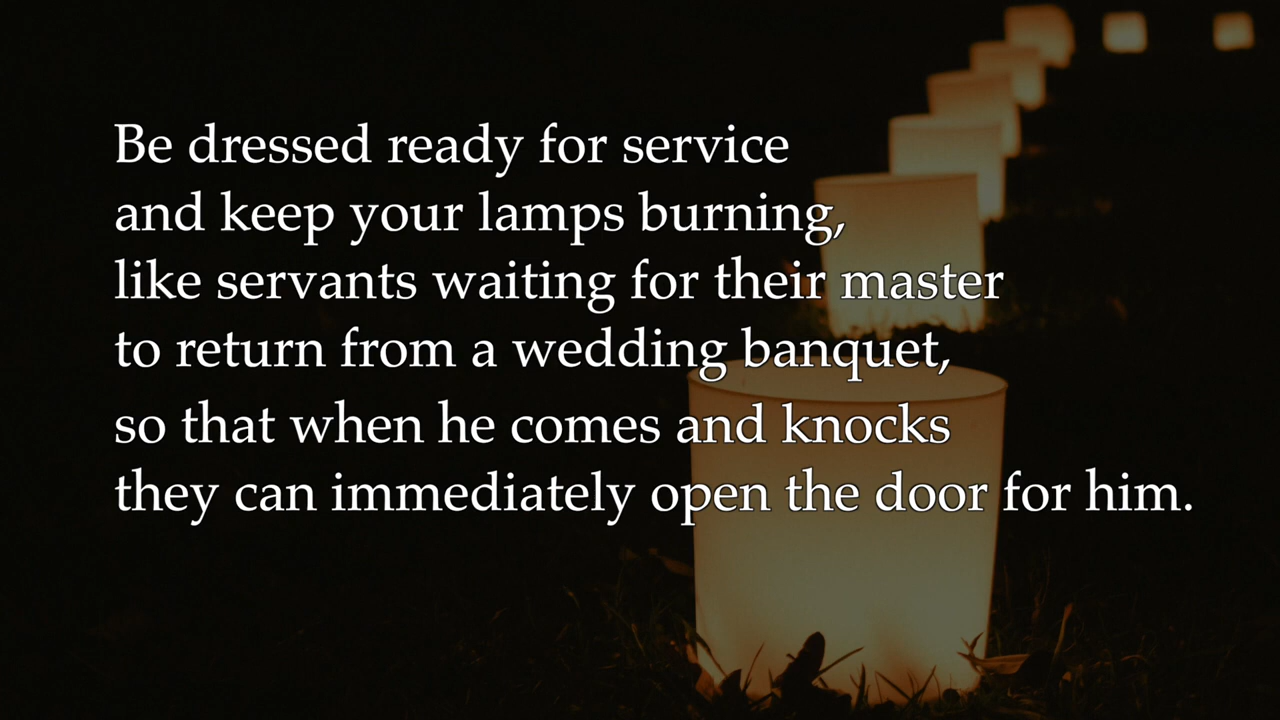 Be dressed ready for service
and keep your lamps burning,
like servants waiting for their master
to return from a wedding banquet,
so that when he comes and knocks
they can immediately open the door for him.